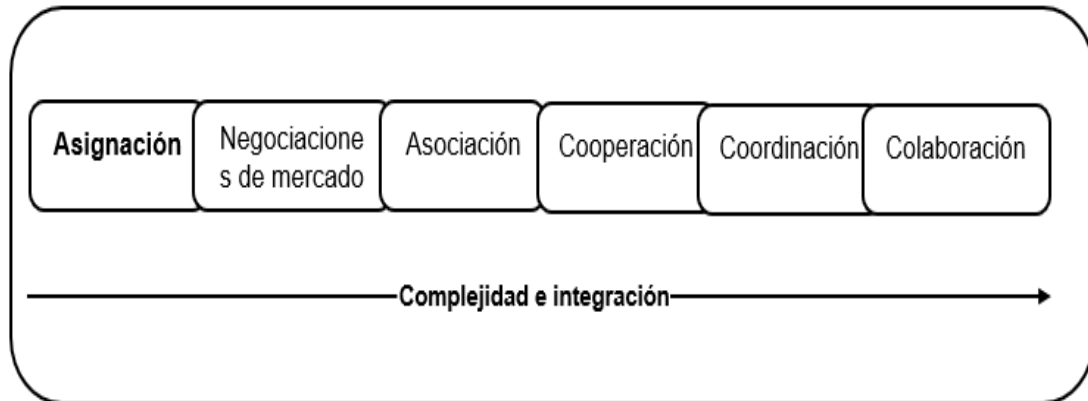 Asignación
Negociacione
s de mercado
Asociación
Cooperación
Coordinación
Colaboración
Complejidad e integración